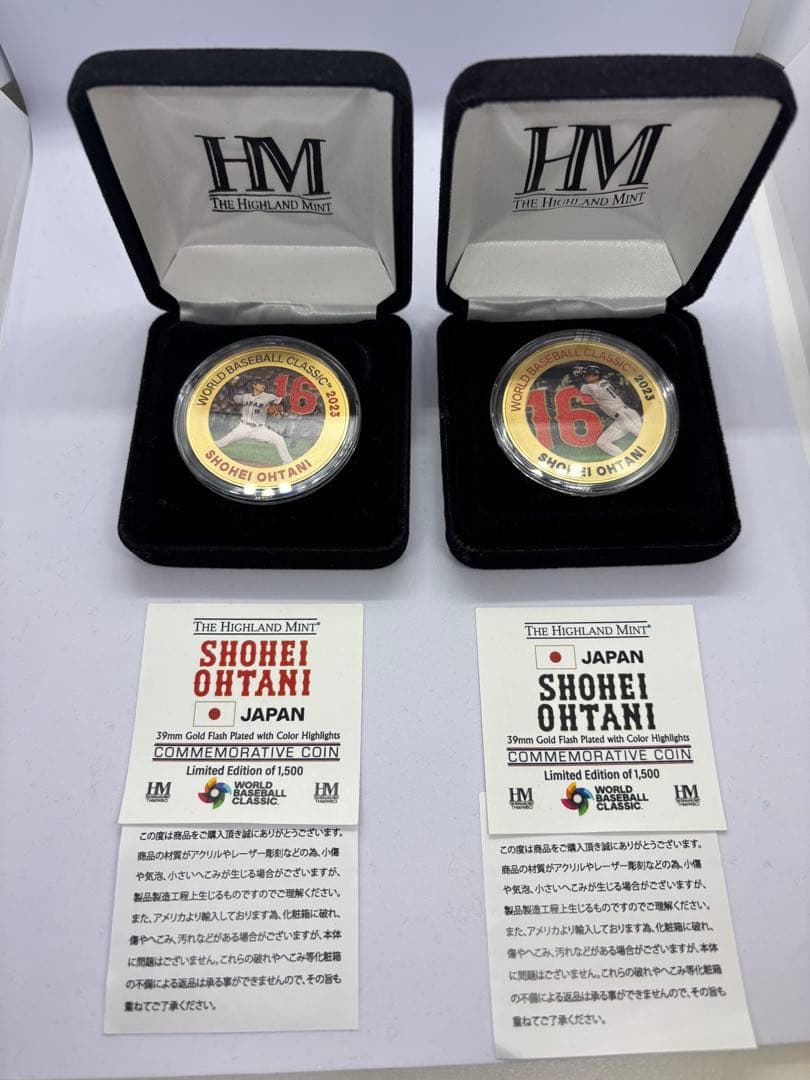 HM
THE HIGHLAND MINT
HM
THE HIGHLAND MINT
WORLD BASEBALL CLASSIC™ 2023
16
JAPAN
16
SHOHEI OHTANI
WORLD BASEBALL CLASSIC™ 2023
16
SHOHEI OHTANI
THE HIGHLAND MINT®
SHOHEI
OHTANI
JAPAN
39mm Gold Flash Plated with Color Highlights
COMMEMORATIVE COIN
Limited Edition of 1,500
HM
WORLD
BASEBALL
CLASSIC
HM
この度は商品をご購入頂き誠にありがとうございます。
商品の材質がアクリルやレーザー彫刻などの為、小傷
や気泡、小さいへこみが生じる場合がございますが、
製品製造工程上生じるものですのでご理解ください。
また、アメリカより輸入しております為、化粧箱に破れ、
傷やへこみ、汚れなどがある場合がございますが、本体
に問題はございません。これらの破れやへこみ等化粧箱
の不備による返品は承る事ができませんので、その旨も
重ねてご了承ください。
THE HIGHLAND MINT®
JAPAN
SHOHEI
OHTANI
39mm Gold Flash Plated with Color Highlights
COMMEMORATIVE COIN
Limited Edition of 1,500
HM
WORLD
BASEBALL
CLASSIC
HM
この度は商品をご購入頂き誠にありがとうございます。
商品の材質がアクリルやレーザー彫刻などの為、小傷
や気泡、小さいへこみが生じる場合がございますが、
製品製造工程上生じるものですのでご理解ください。
また、アメリカより輸入しております為、化粧箱に破れ、
傷やへこみ、汚れなどがある場合がございますが、本体
に問題はございません。これらの破れやへこみ等化粧箱
の不備による返品は承る事ができませんので、その旨も
重ねてご了承ください。